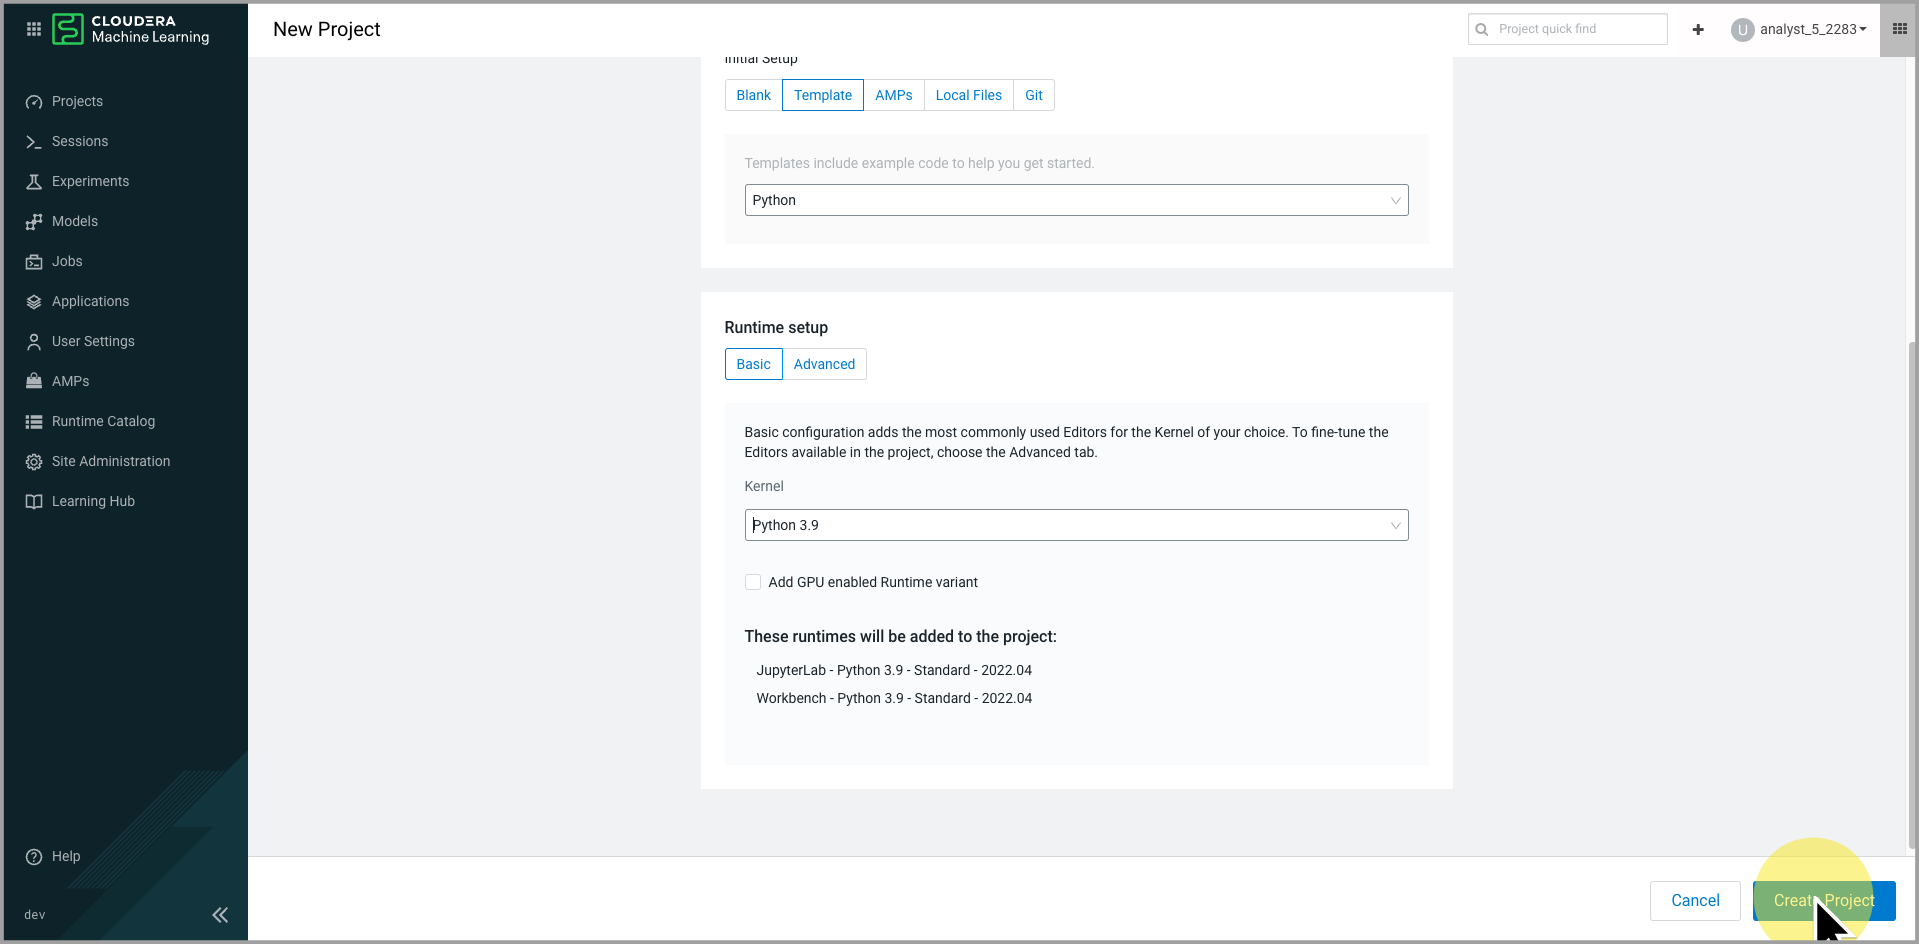 CLOUDERA
Machine Learning
New Project
Project quick find
U
analyst_5_2283
Projects
Sessions
Experiments
Models
Jobs
Applications
User Settings
AMPs
Runtime Catalog
Site Administration
Learning Hub
Help
dev
Initial Setup
Blank
Template
AMPs
Local Files
Git
Templates include example code to help you get started.
Python
Runtime setup
Basic
Advanced
Basic configuration adds the most commonly used Editors for the Kernel of your choice. To fine-tune the
Editors available in the project, choose the Advanced tab.
Kernel
Python 3.9
Add GPU enabled Runtime variant
These runtimes will be added to the project:
JupyterLab - Python 3.9 - Standard - 2022.04
Workbench - Python 3.9 - Standard - 2022.04
Cancel
Create Project